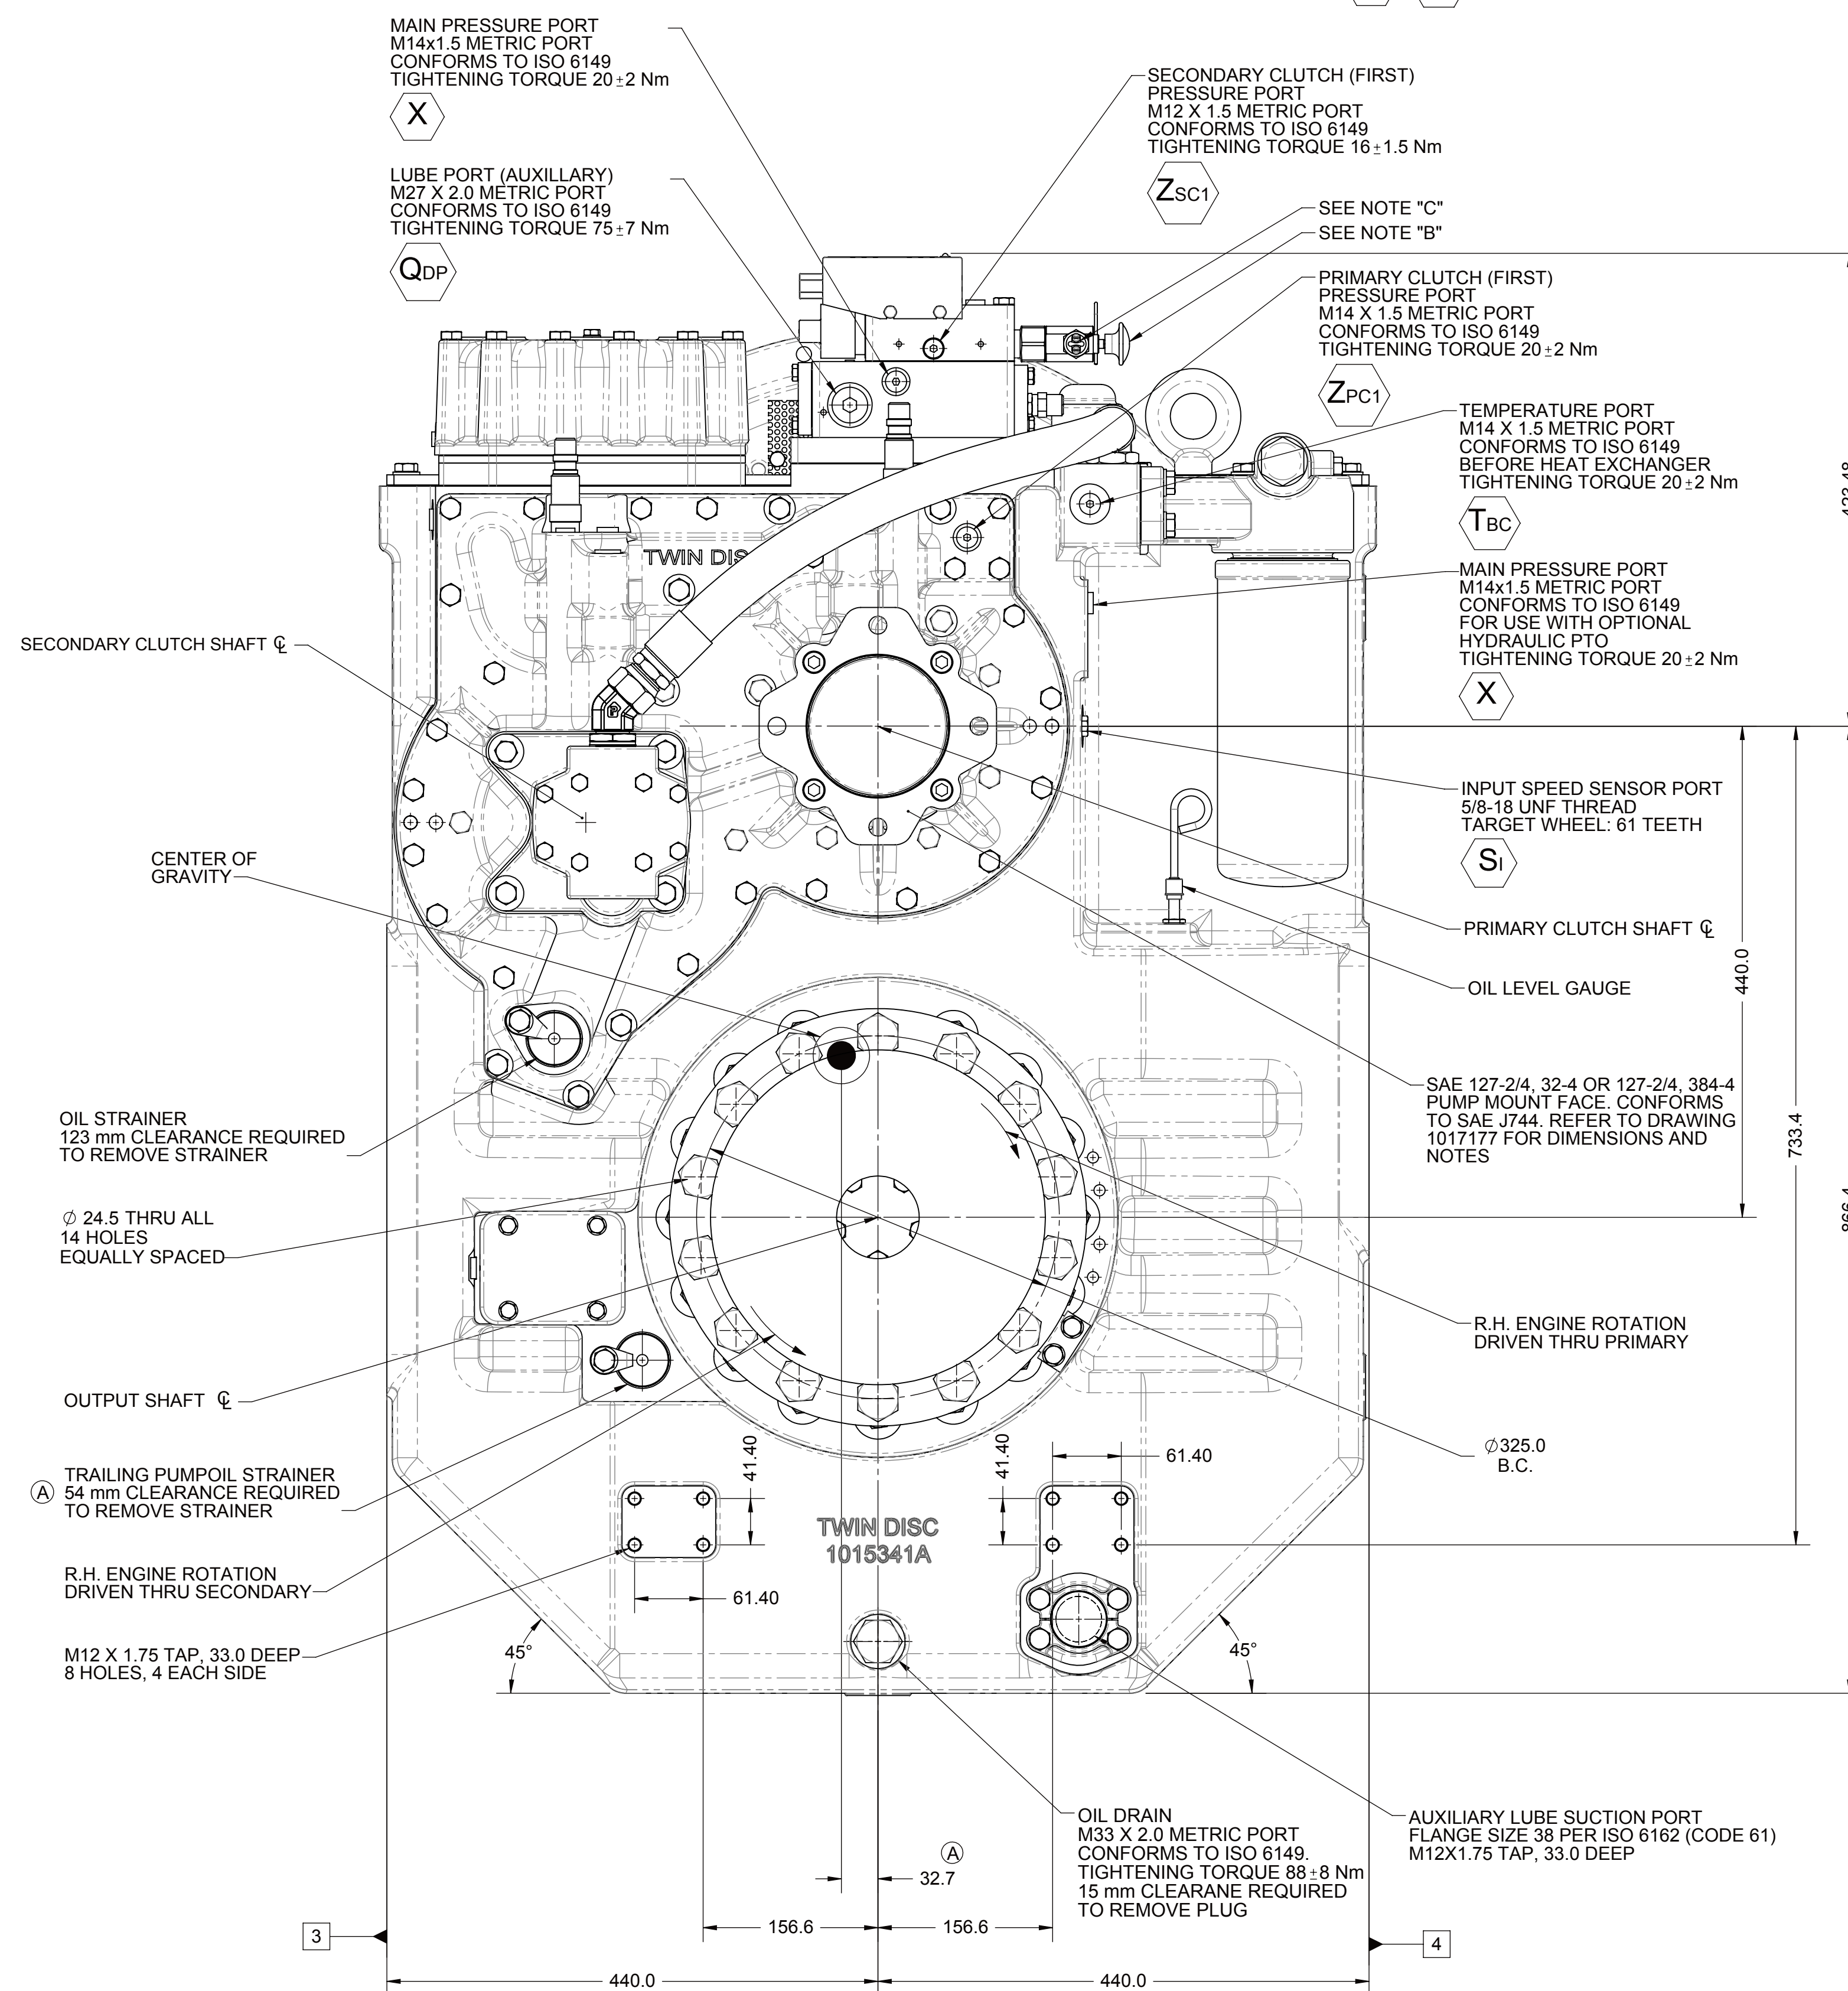 MAIN PRESSURE PORT
M14x1.5 METRIC PORT
CONFORMS TO ISO 6149
TIGHTENING TORQUE 20±2 Nm
X
LUBE PORT (AUXILLARY)
M27 X 2.0 METRIC PORT
CONFORMS TO ISO 6149
TIGHTENING TORQUE 75±7 Nm
QDP
SECONDARY CLUTCH (FIRST)
PRESSURE PORT
M12 X 1.5 METRIC PORT
CONFORMS TO ISO 6149
TIGHTENING TORQUE 16±1.5 Nm
ZSC1
SEE NOTE "C"
SEE NOTE "B"
PRIMARY CLUTCH (FIRST)
PRESSURE PORT
M14 X 1.5 METRIC PORT
CONFORMS TO ISO 6149
TIGHTENING TORQUE 20±2 Nm
ZPC1
TEMPERATURE PORT
M14 X 1.5 METRIC PORT
CONFORMS TO ISO 6149
BEFORE HEAT EXCHANGER
TIGHTENING TORQUE 20±2 Nm
TBC
MAIN PRESSURE PORT
M14x1.5 METRIC PORT
CONFORMS TO ISO 6149
FOR USE WITH OPTIONAL
HYDRAULIC PTO
TIGHTENING TORQUE 20±2 Nm
X
TWIN DIS
SECONDARY CLUTCH SHAFT ℄
INPUT SPEED SENSOR PORT
5/8-18 UNF THREAD
TARGET WHEEL: 61 TEETH
SI
CENTER OF
GRAVITY
PRIMARY CLUTCH SHAFT ℄
440.0
OIL LEVEL GAUGE
SAE 127-2/4, 32-4 OR 127-2/4, 384-4
PUMP MOUNT FACE. CONFORMS
TO SAE J744. REFER TO DRAWING
1017177 FOR DIMENSIONS AND
NOTES
733.4
OIL STRAINER
123 mm CLEARANCE REQUIRED
TO REMOVE STRAINER
∅ 24.5 THRU ALL
14 HOLES
EQUALLY SPACED
R.H. ENGINE ROTATION
DRIVEN THRU PRIMARY
OUTPUT SHAFT ℄
∅325.0
B.C.
A
TRAILING PUMPOIL STRAINER
54 mm CLEARANCE REQUIRED
TO REMOVE STRAINER
41.40
41.40
61.40
TWIN DISC
1015341A
R.H. ENGINE ROTATION
DRIVEN THRU SECONDARY
61.40
M12 X 1.75 TAP, 33.0 DEEP
8 HOLES, 4 EACH SIDE
45°
45°
OIL DRAIN
M33 X 2.0 METRIC PORT
CONFORMS TO ISO 6149.
TIGHTENING TORQUE 88±8 Nm
15 mm CLEARANE REQUIRED
TO REMOVE PLUG
AUXILIARY LUBE SUCTION PORT
FLANGE SIZE 38 PER ISO 6162 (CODE 61)
M12X1.75 TAP, 33.0 DEEP
A
32.7
156.6
156.6
3
4
440.0
440.0